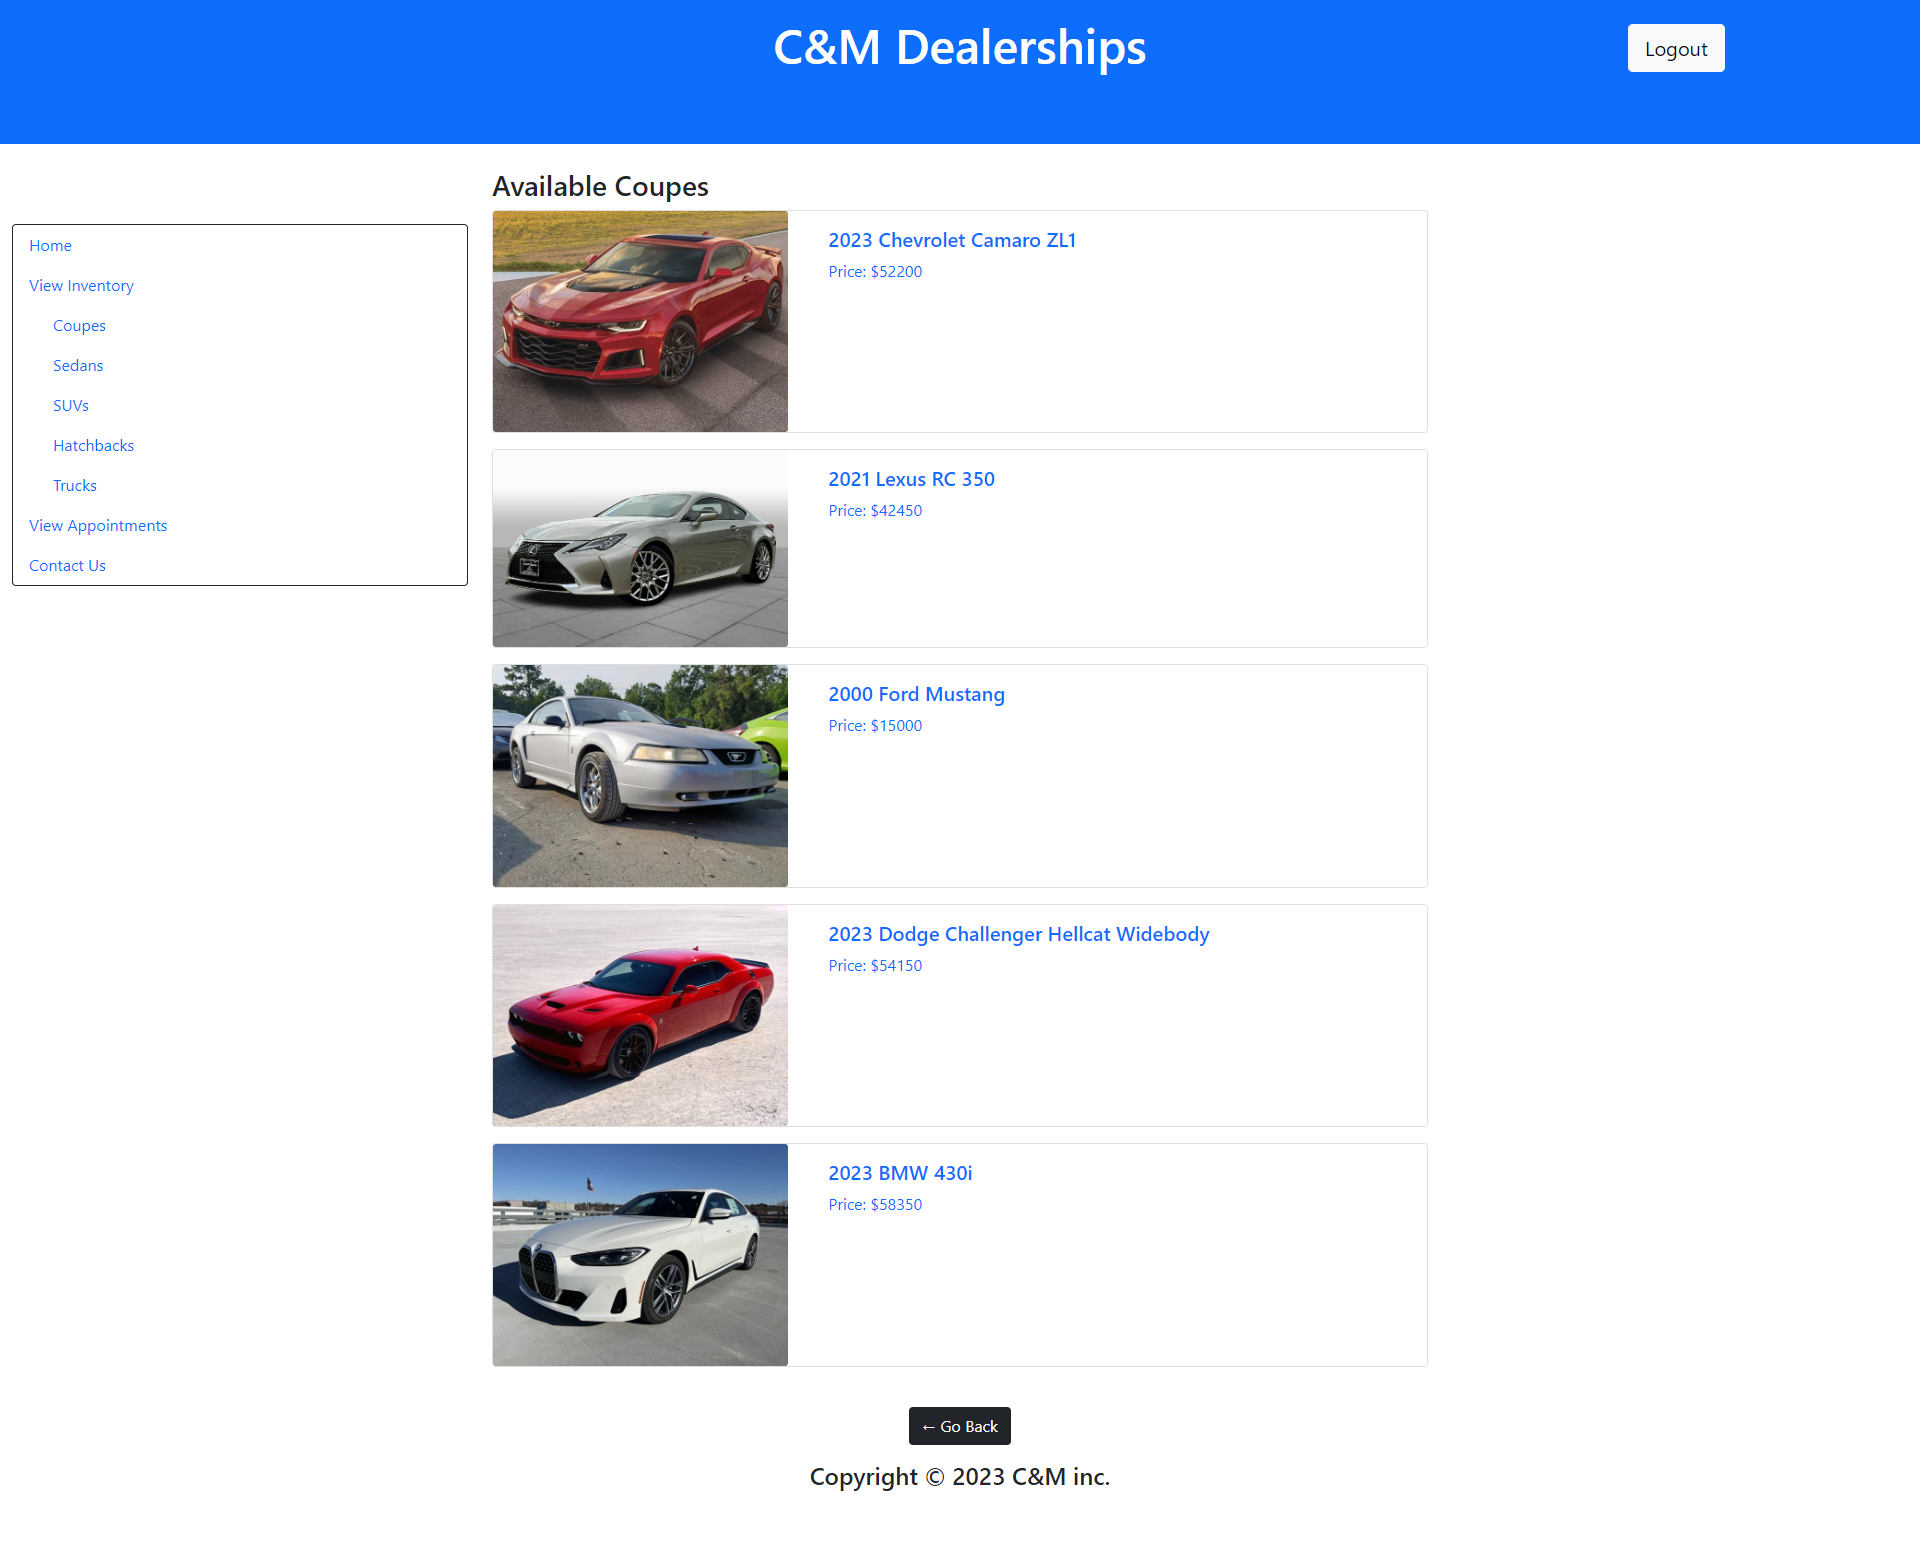 C&M Dealerships
Logout
Home
View Inventory
Coupes
Sedans
SUVs
Hatchbacks
Trucks
View Appointments
Contact Us
Available Coupes
2023 Chevrolet Camaro ZL1
Price: $52200
2021 Lexus RC 350
Price: $42450
2000 Ford Mustang
Price: $15000
2023 Dodge Challenger Hellcat Widebody
Price: $54150
2023 BMW 430i
Price: $58350
← Go Back
Copyright © 2023 C&M inc.